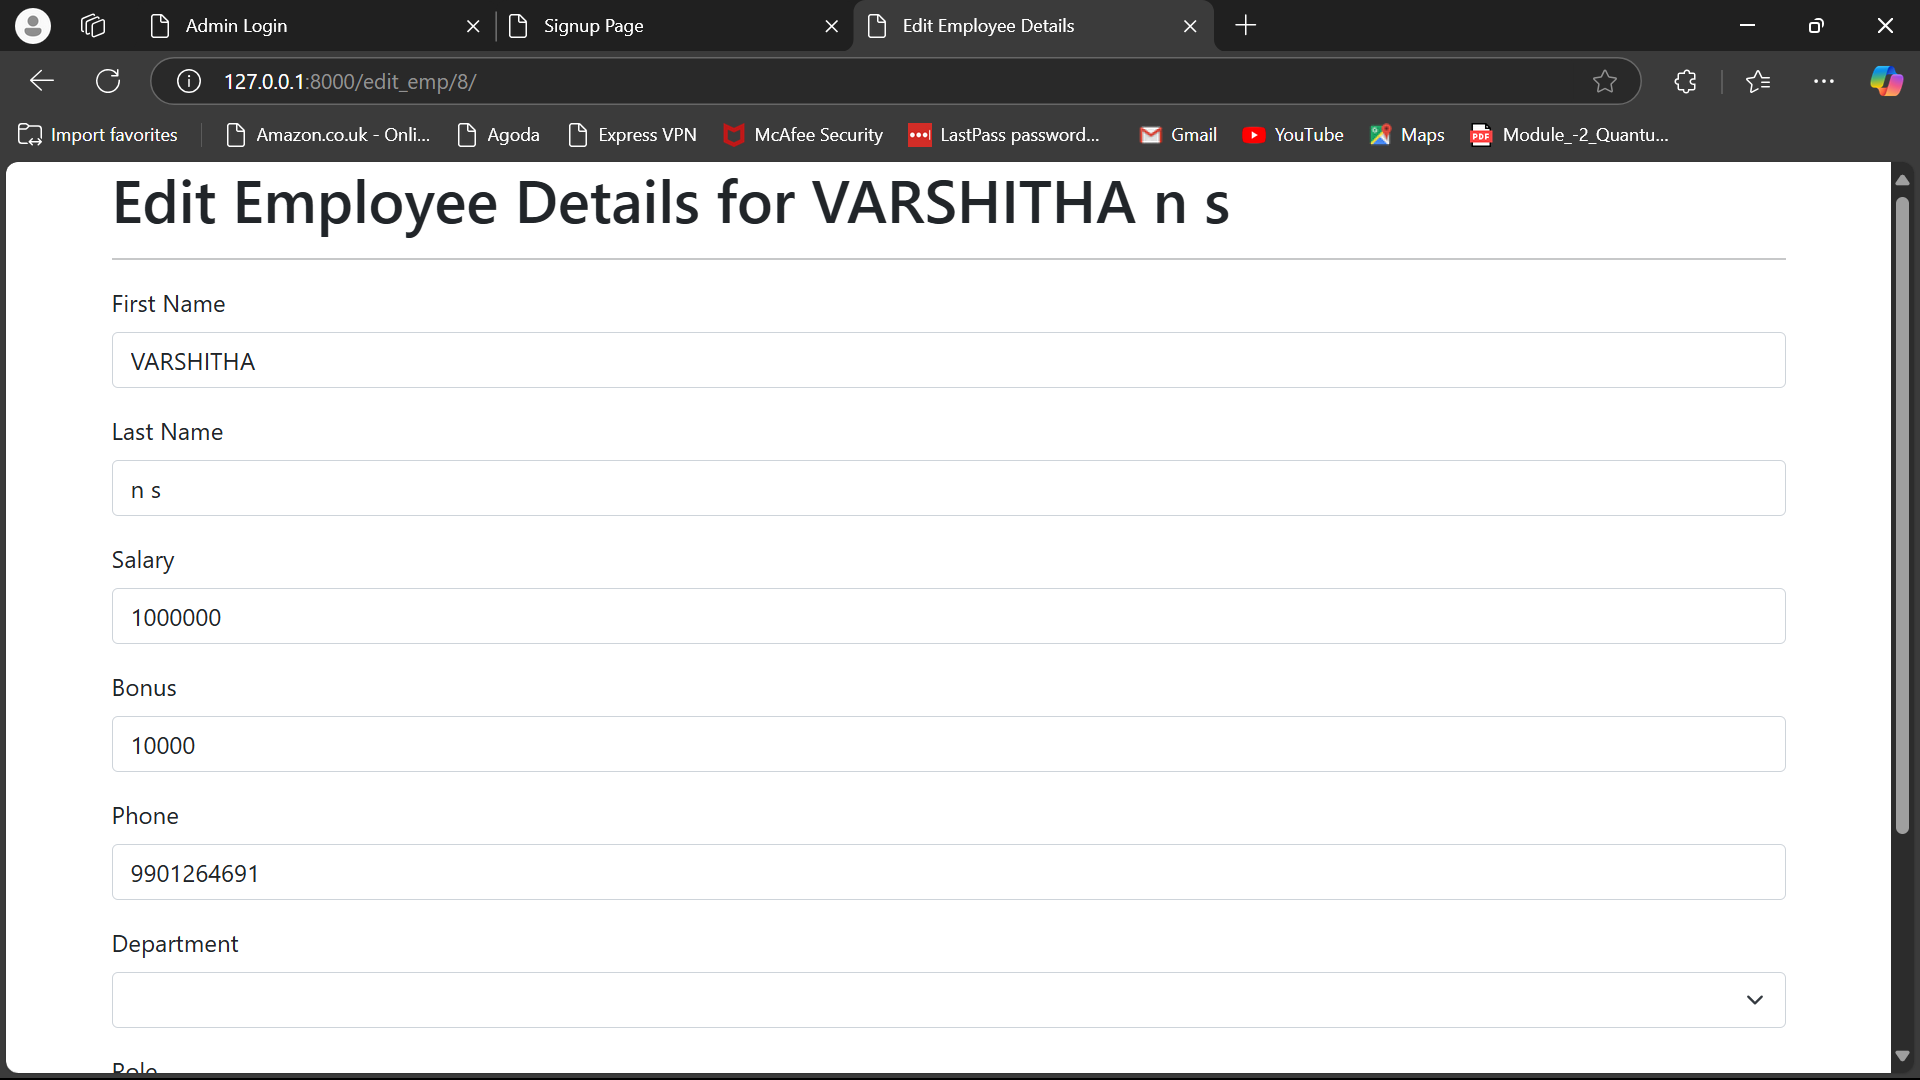 Admin Login
Signup Page
Edit Employee Details
127.0.0.1:8000/edit_emp/8/
Import favorites
Amazon.co.uk - Onli...
Agoda
Express VPN
McAfee Security
LastPass password...
Gmail
YouTube
Maps
PDF
Module_-2_Quantu...
Edit Employee Details for VARSHITHA n s
First Name
VARSHITHA
Last Name
n s
Salary
1000000
Bonus
10000
Phone
9901264691
Department
Role